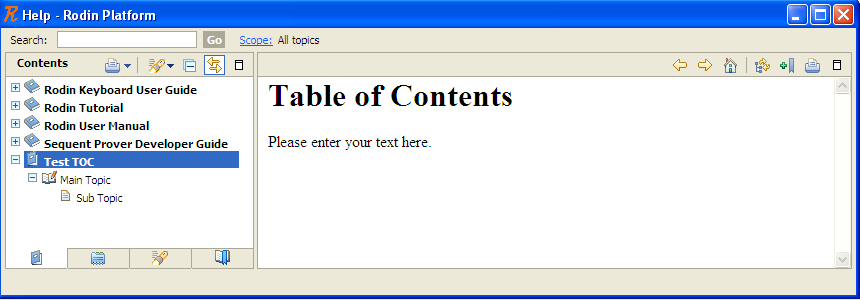 Help - Rodin Platform
Search: Go Scope: All topics
Contents
Rodin Keyboard User Guide
Rodin Tutorial
Rodin User Manual
Sequent Prover Developer Guide
Test TOC
Main Topic
Sub Topic
Table of Contents
Please enter your text here.